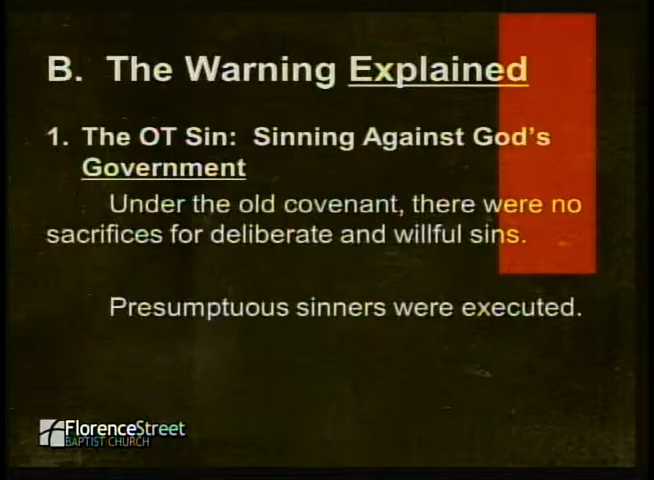 B. The Warning Explained
1. The OT Sin: Sinning Against God's
Government
Under the old covenant, there were no
sacrifices for deliberate and willful sins.
Presumptuous sinners were executed.
FlorenceStreet
BAPTIST CHURCH